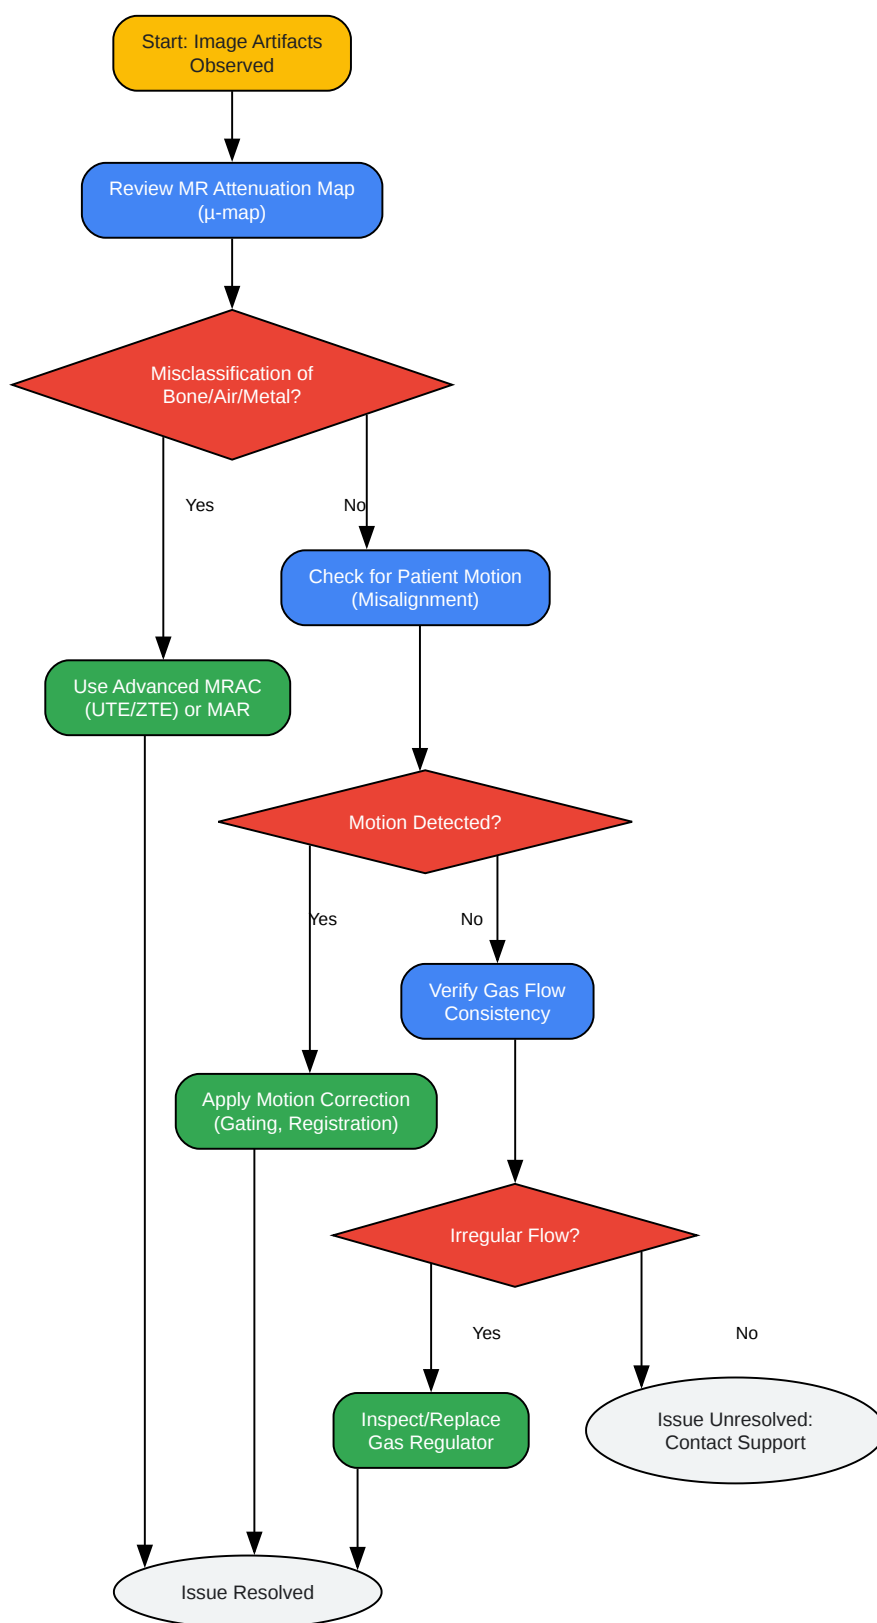 Start: Image Artifacts
Observed
Review MR Attenuation Map
(µ-map)
Misclassification of
Bone/Air/Metal?
Yes
No
Check for Patient Motion
(Misalignment)
Use Advanced MRAC
(UTE/ZTE) or MAR
Motion Detected?
Yes
No
Verify Gas Flow
Consistency
Apply Motion Correction
(Gating, Registration)
Irregular Flow?
Yes
No
Inspect/Replace
Gas Regulator
Issue Unresolved:
Contact Support
Issue Resolved